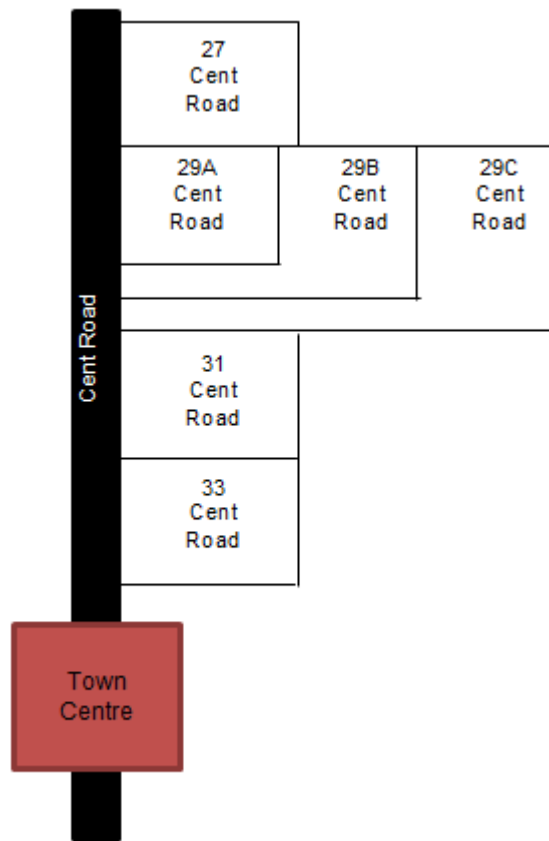 27
Cent
Road
29A
Cent
Road
29B
Cent
Road
29C
Cent
Road
Cent Road
31
Cent
Road
33
Cent
Road
Town
Centre